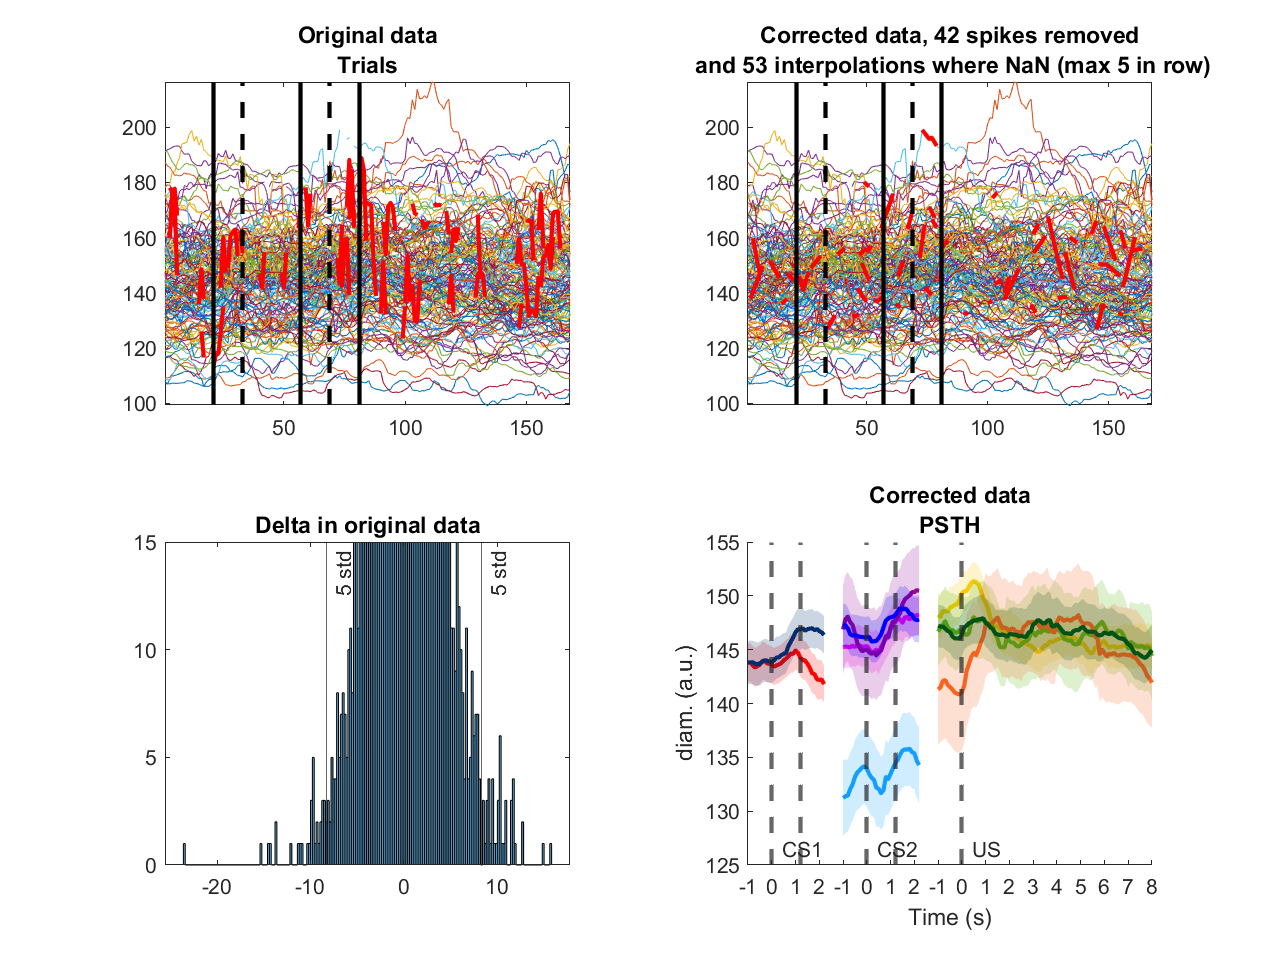 Original data
Trials
200
180
160
140
120
100
50
100
150
Corrected data, 42 spikes removed
and 53 interpolations where NaN (max 5 in row)
200
180
160
140
120
100
50
100
150
Delta in original data
15
10
5
0
-20
-10
0
10
5 std
5 std
Corrected data
PSTH
155
150
145
140
135
130
125
diam. (a.u.)
CS1
CS2
US
-1 0 1 2 -1 0 1 2 -1 0 1 2 3 4 5 6 7 8
Time (s)